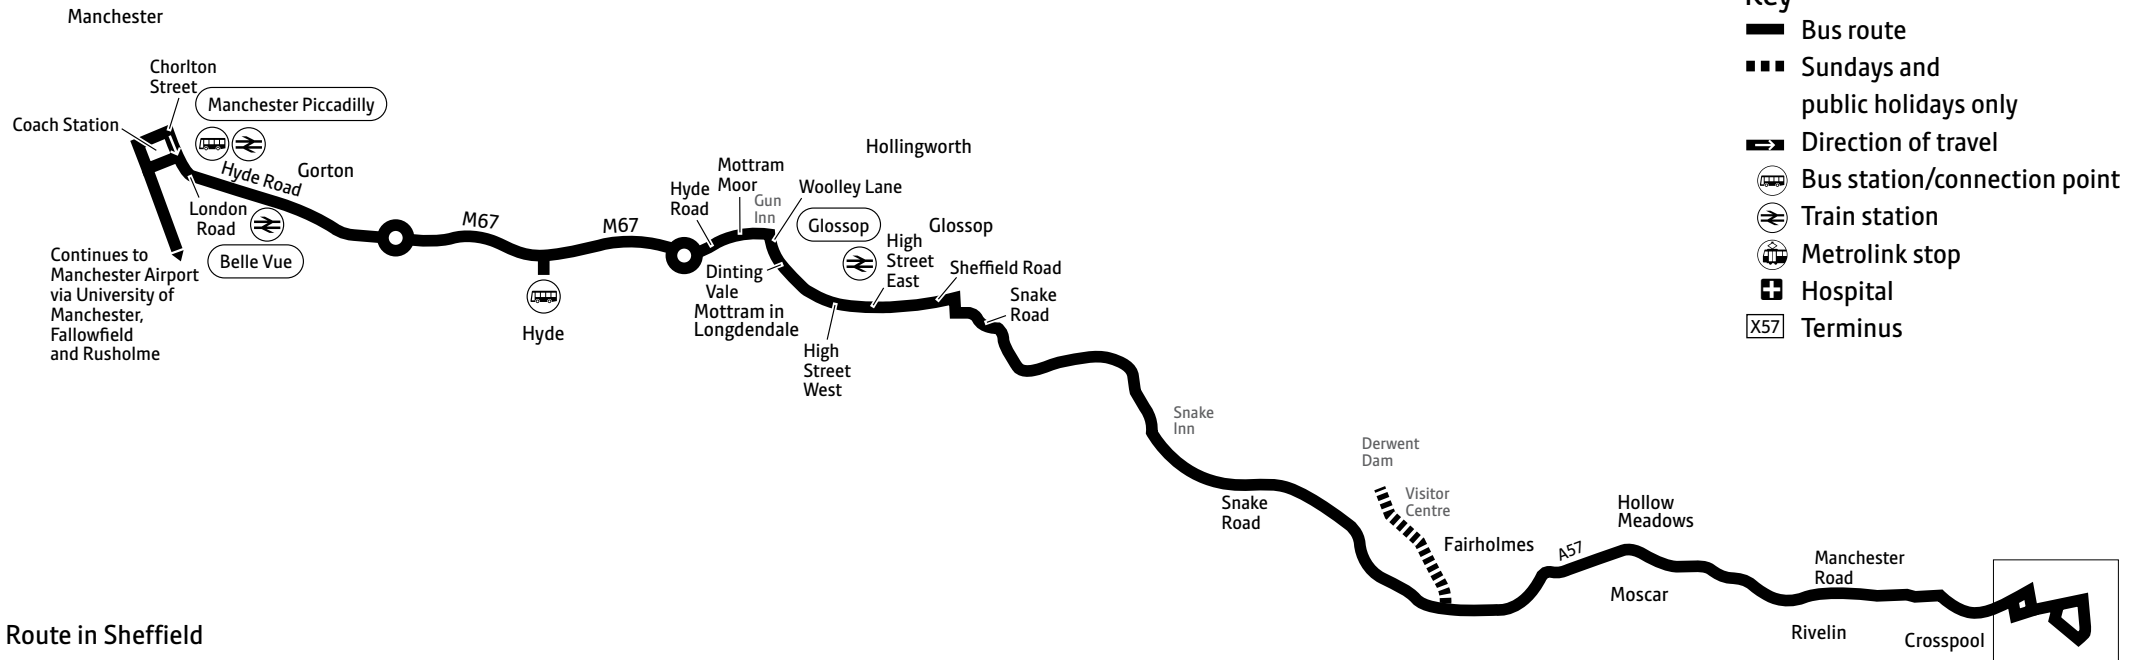 Manchester
Chorlton
Street
Manchester Piccadilly
Coach Station
Hyde Road
Gorton
London
Road
Belle Vue
Continues to
Manchester Airport
via University of
Manchester,
Fallowfield
and Rusholme
M67
Hyde
M67
Hyde
Road
Mottram
Moor
Gun
Inn
Woolley Lane
Hollingworth
Glossop
Glossop
High
Street
East
Sheffield Road
Snake
Road
Dinting
Vale
Mottram in
Longdendale
High
Street
West
Snake
Inn
Snake
Road
Derwent
Dam
Visitor
Centre
Fairholmes
A57
Hollow
Meadows
Moscar
Manchester
Road
Rivelin
Crosspool
Key
Bus route
Sundays and
public holidays only
Direction of travel
Bus station/connection point
Train station
Metrolink stop
Hospital
X57 Terminus
Route in Sheffield